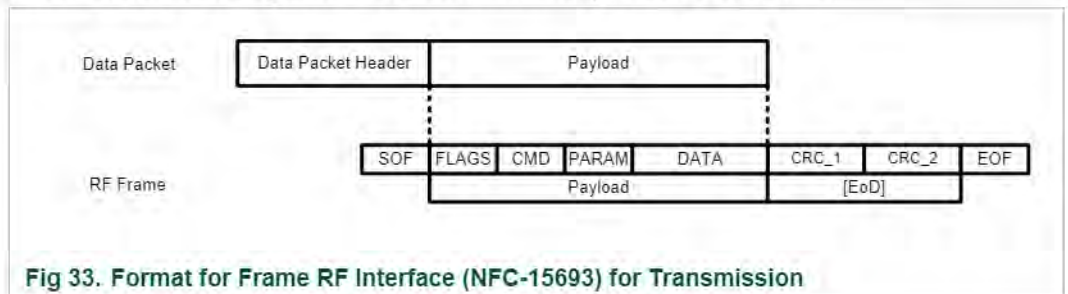 Data Packet Data Packet Header Payload
RF Frame SOF FLAGS CMD PARAM DATA CRC_1 CRC_2 EOF
Payload [EoD]
Fig 33. Format for Frame RF Interface (NFC-15693) for Transmission